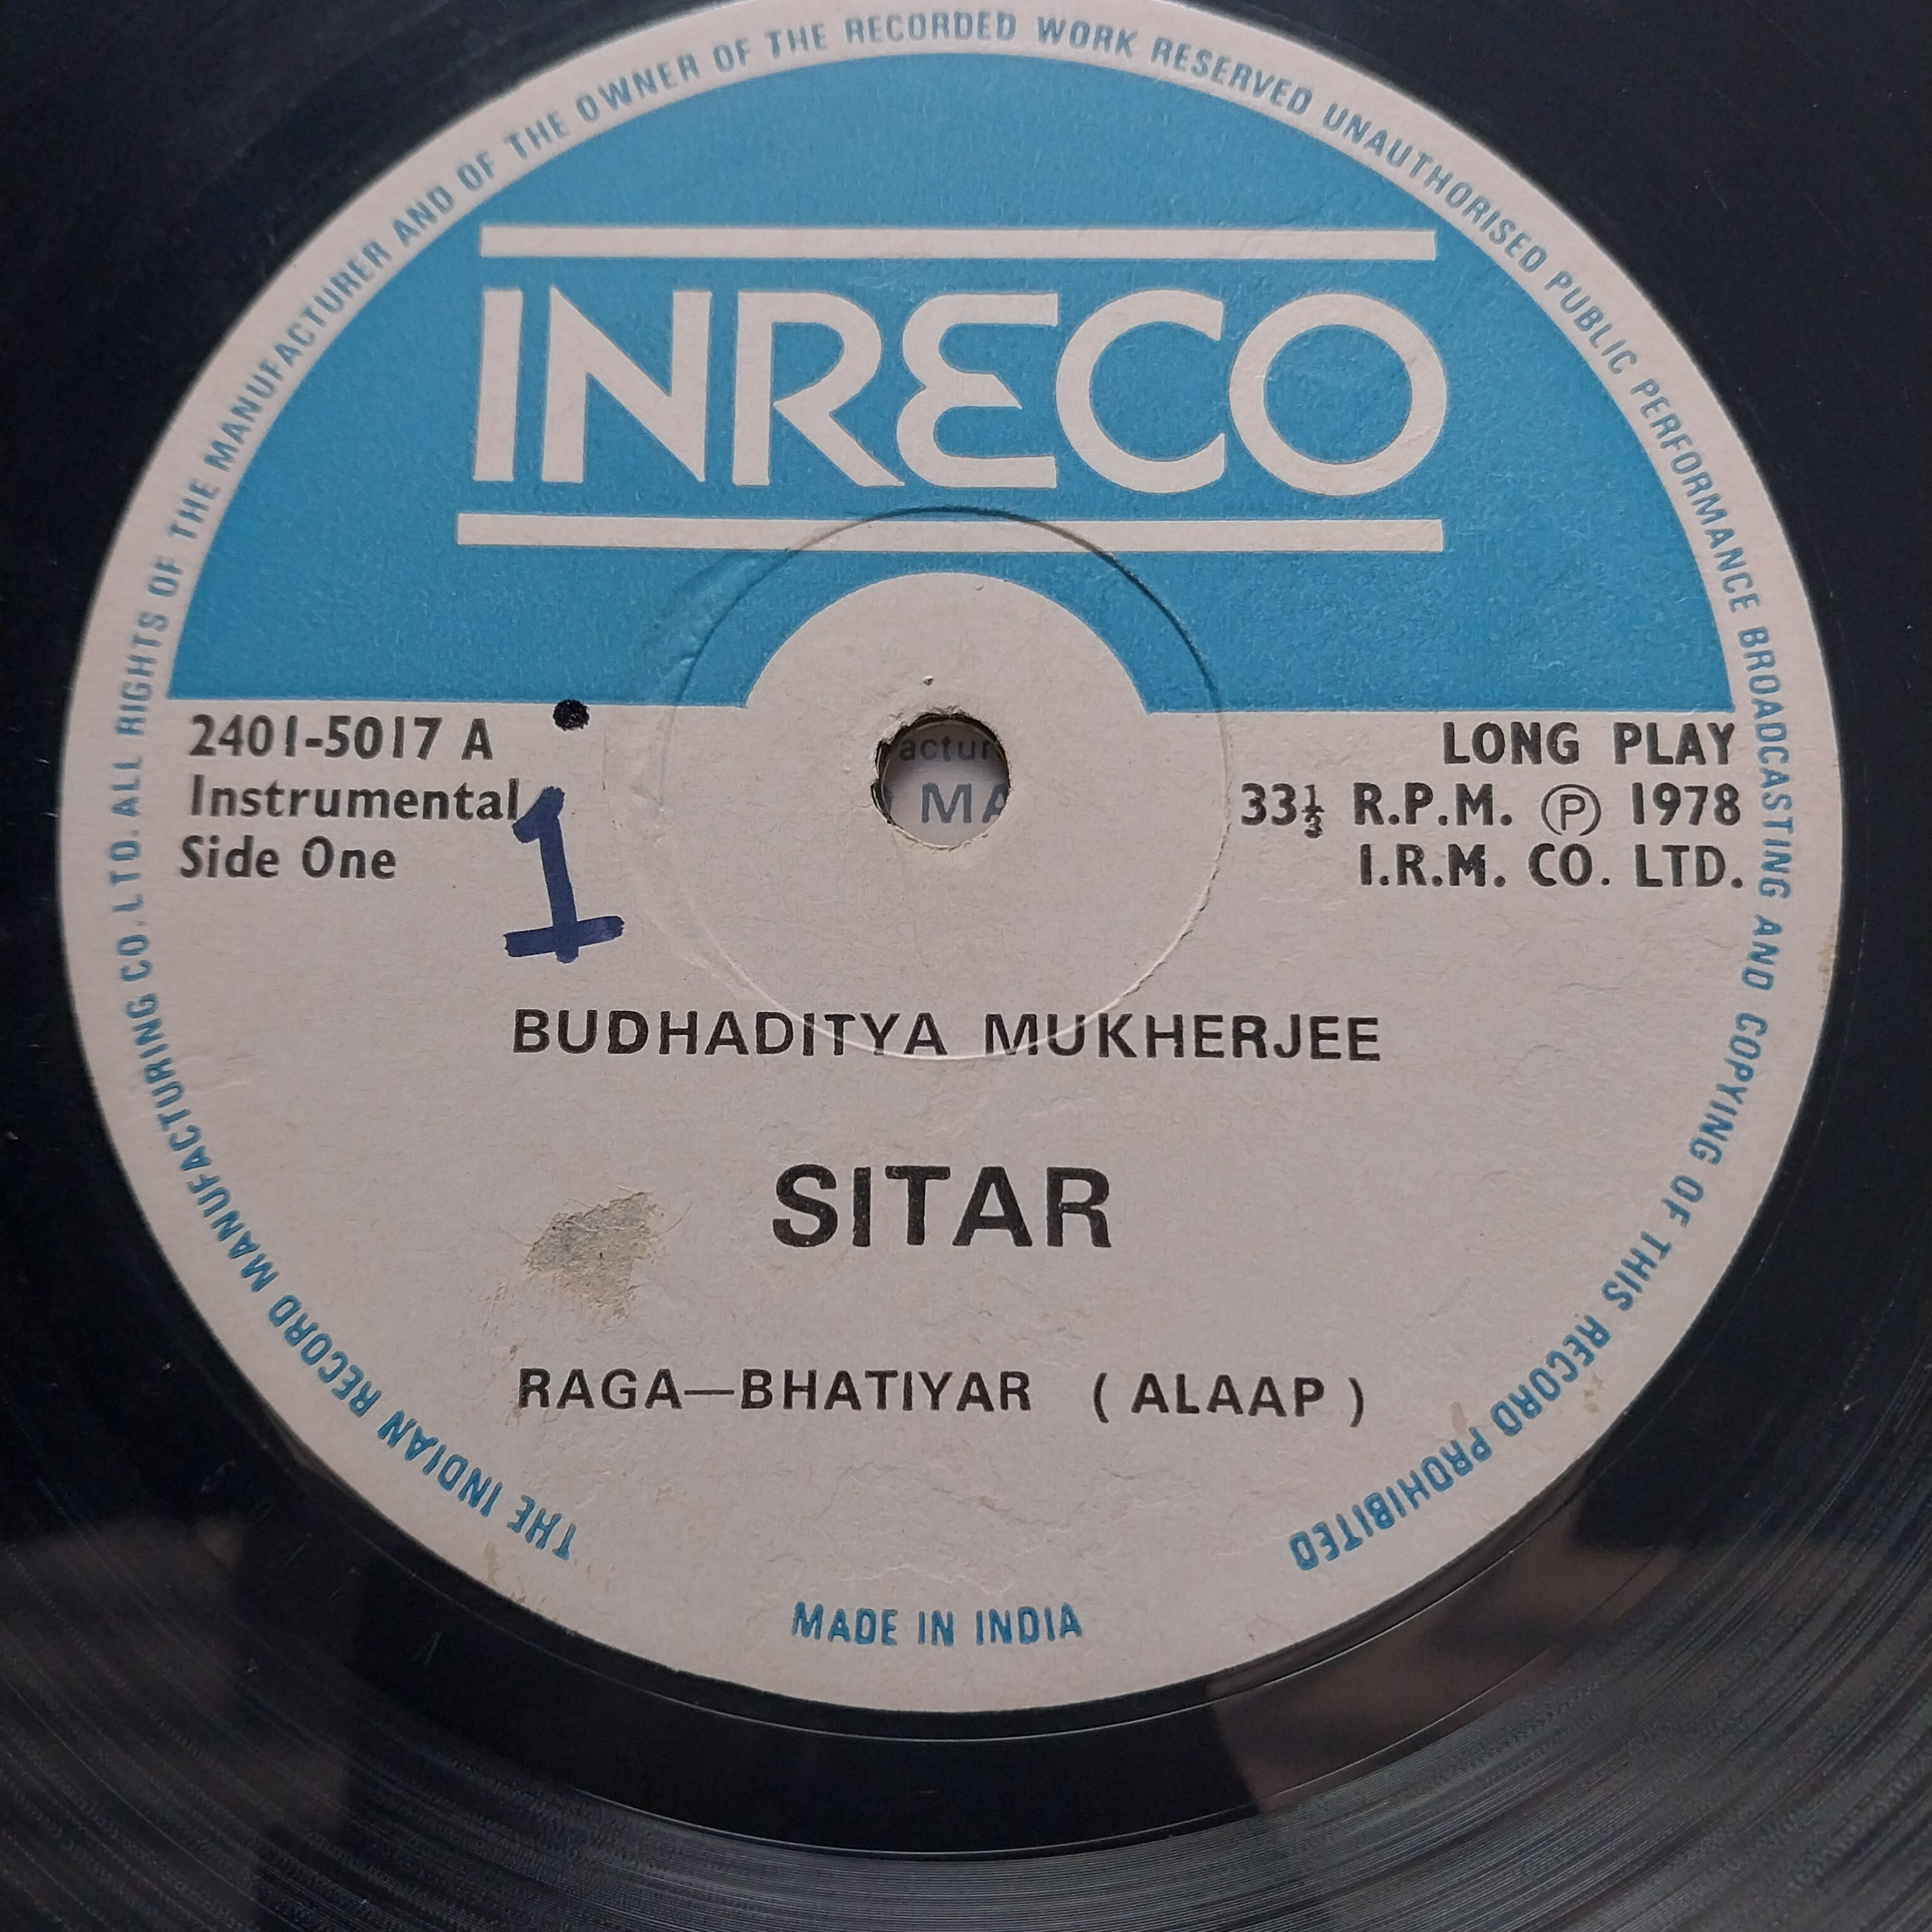 THE INDIAN RECORD MANUFACTURING CO. LTD. ALL RIGHTS OF THE MANUFACTURER AND OF THE OWNER OF THE RECORDED WORK RESERVED UNAUTHORISED PUBLIC PERFORMANCE BROADCASTING AND COPYING OF THIS RECORD PROHIBITED
INRECO
2401-5017 A
Instrumental
Side One
1
LONG PLAY
33⅓ R.P.M. Ⓟ 1978
I.R.M. CO. LTD.
actur
MA
BUDHADITYA MUKHERJEE
SITAR
RAGA—BHATIYAR ( ALAAP )
MADE IN INDIA